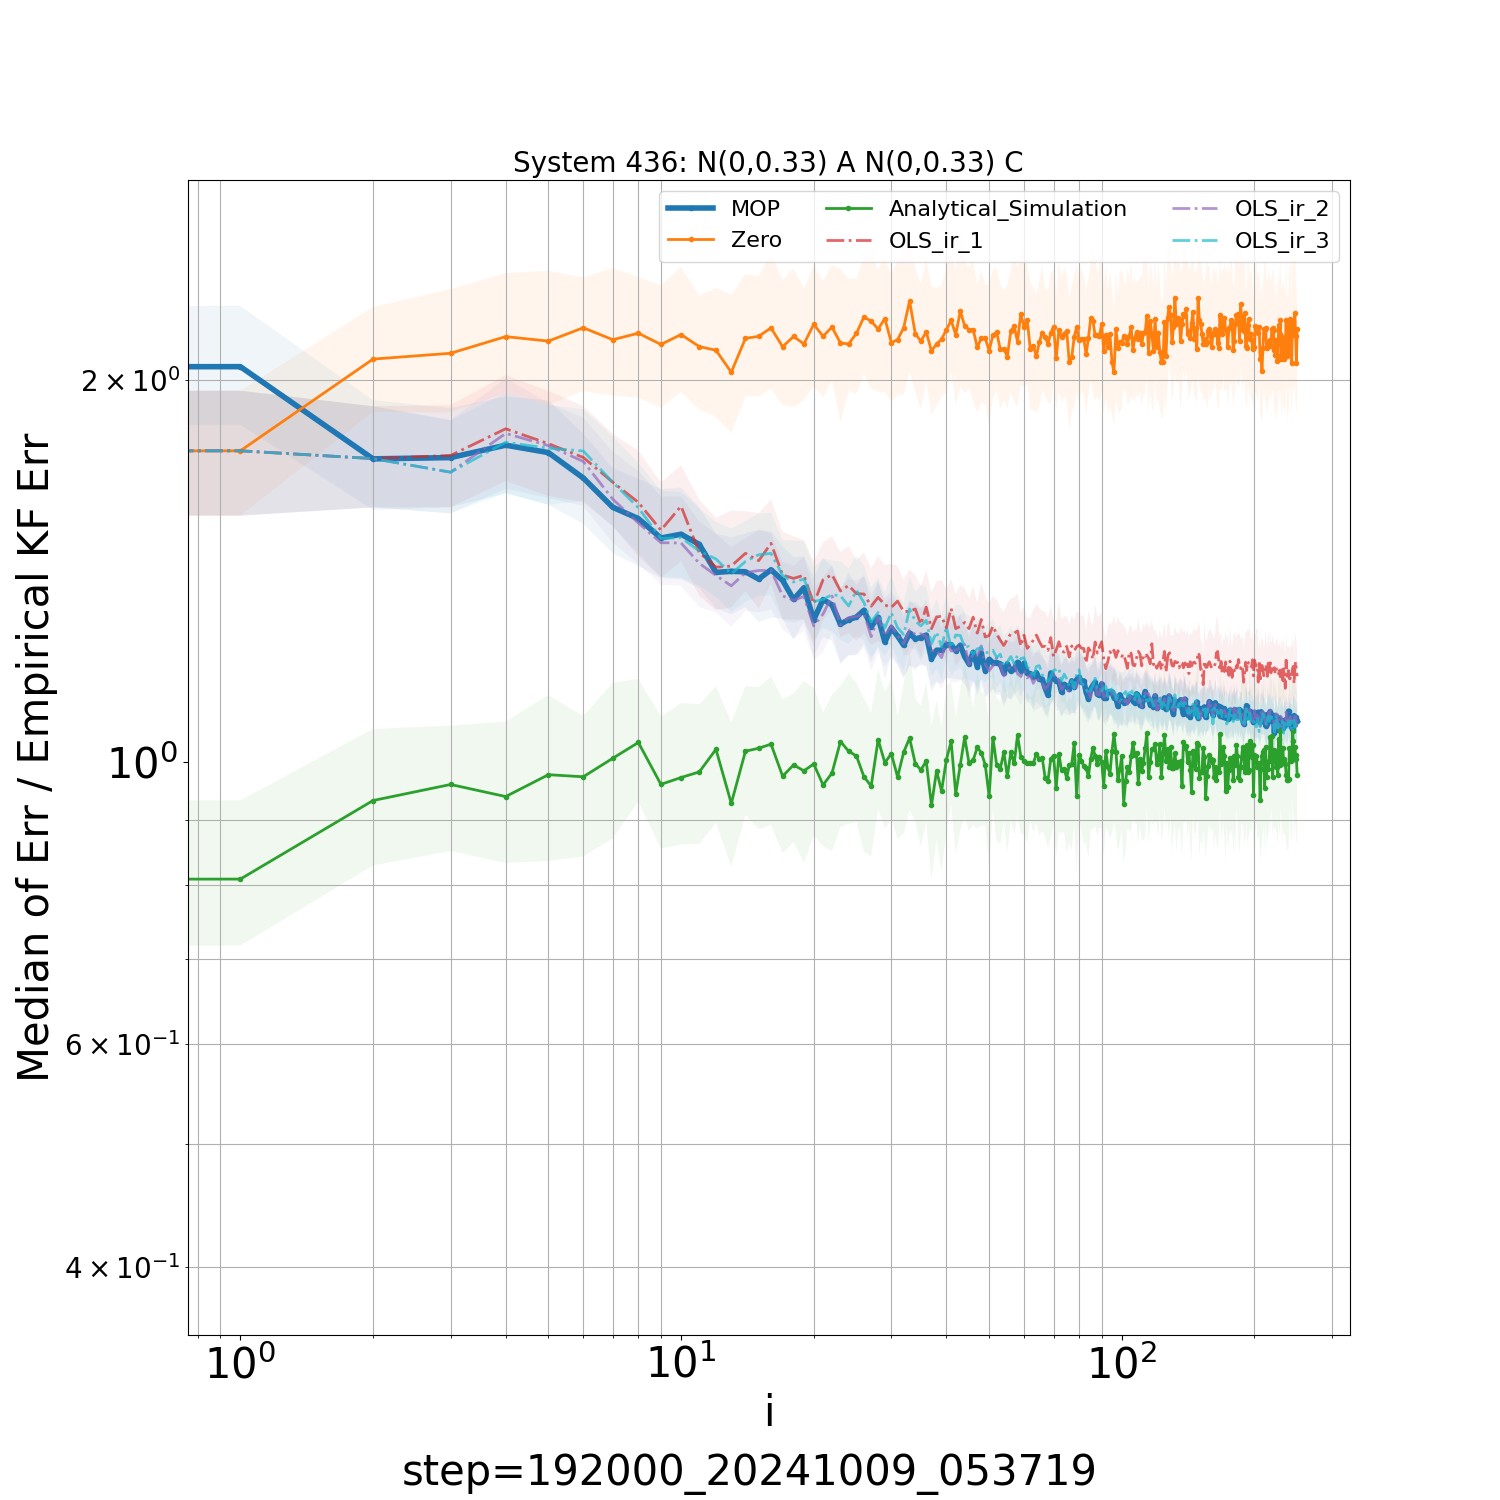 System 436: N(0,0.33) A N(0,0.33) C
MOP
Zero
Analytical_Simulation
OLS_ir_1
OLS_ir_2
OLS_ir_3
Median of Err / Empirical KF Err
2 × 10⁰
10⁰
6 × 10⁻¹
4 × 10⁻¹
10⁰ 10¹ 10²
i
step=192000_20241009_053719